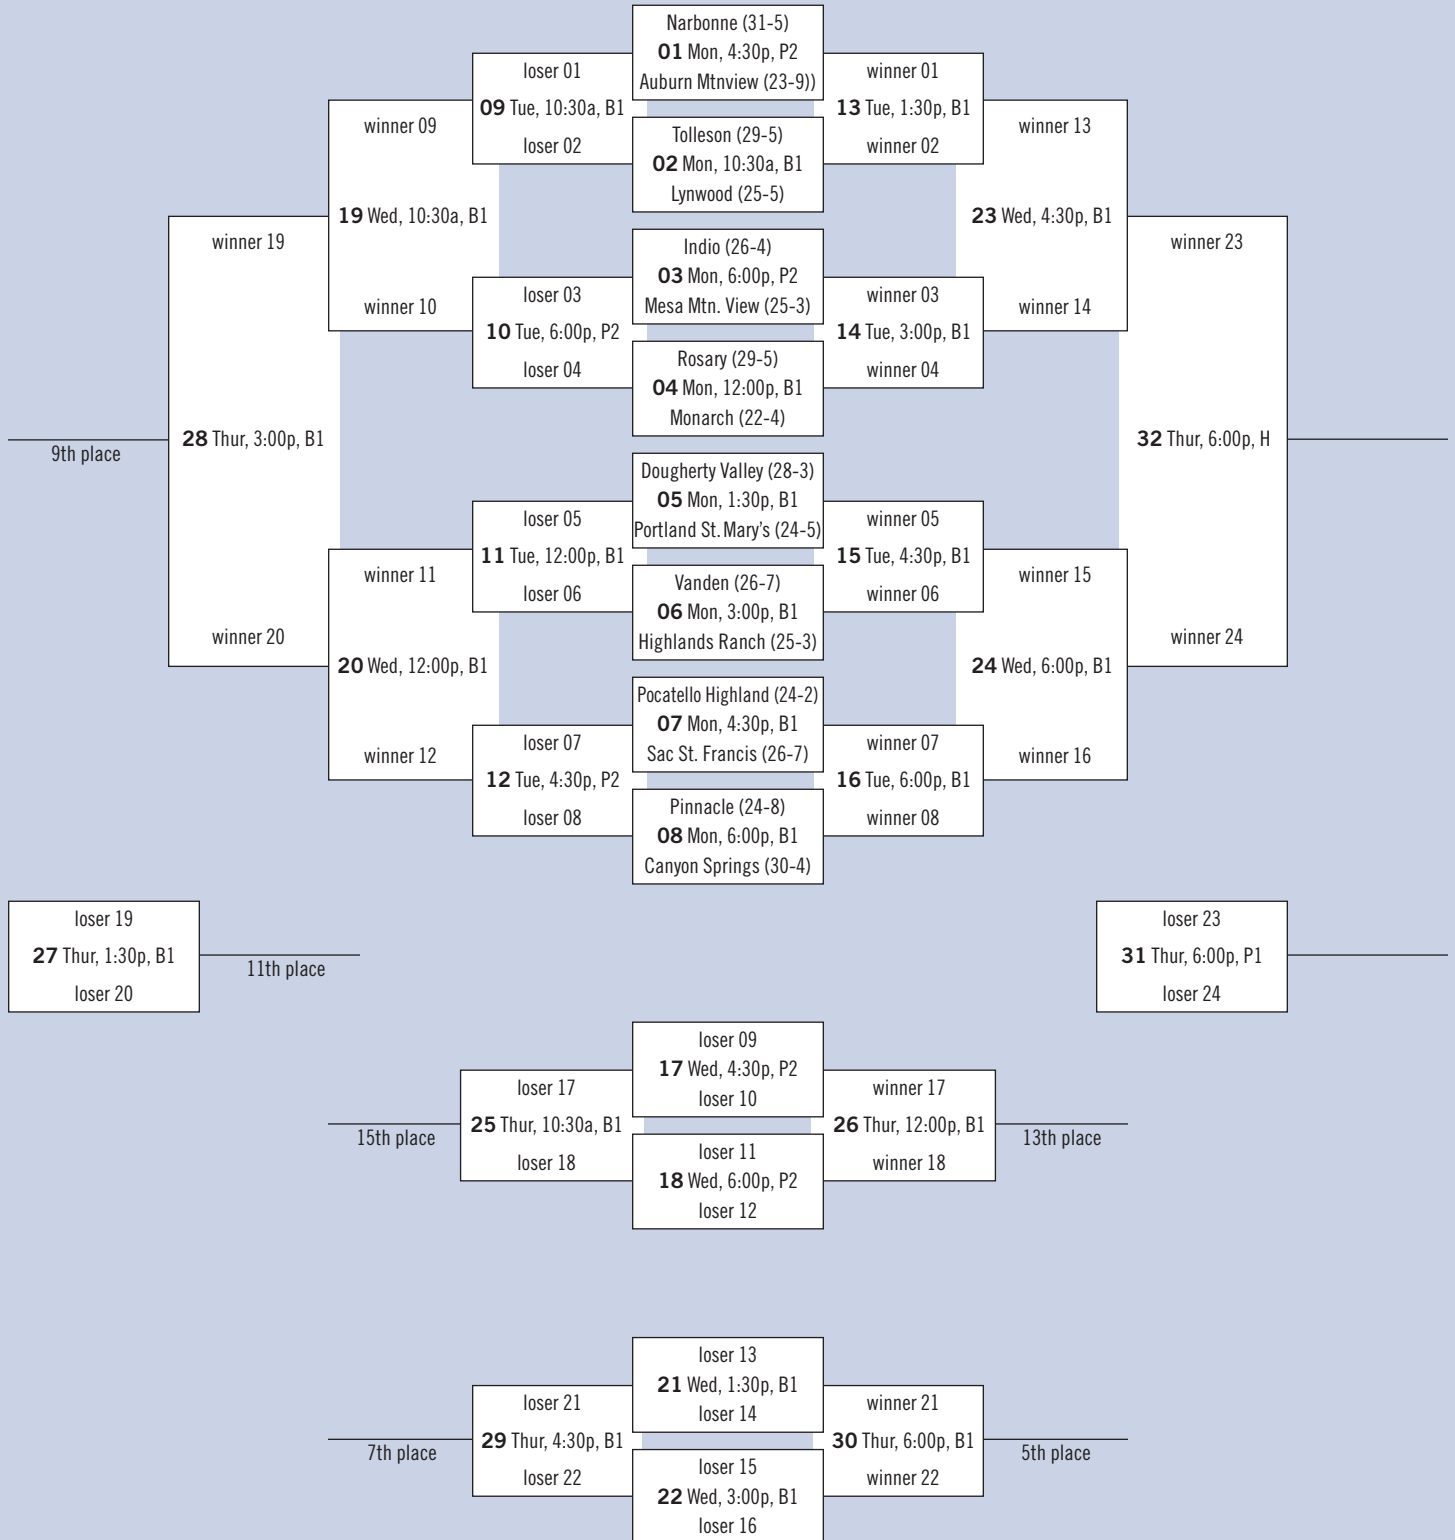 Narbonne (31-5)
01 Mon, 4:30p, P2
Auburn Mtnview (23-9))
Tolleson (29-5)
02 Mon, 10:30a, B1
Lynwood (25-5)
Indio (26-4)
03 Mon, 6:00p, P2
Mesa Mtn. View (25-3)
Rosary (29-5)
04 Mon, 12:00p, B1
Monarch (22-4)
Dougherty Valley (28-3)
05 Mon, 1:30p, B1
Portland St. Mary's (24-5)
Vanden (26-7)
06 Mon, 3:00p, B1
Highlands Ranch (25-3)
Pocatello Highland (24-2)
07 Mon, 4:30p, B1
Sac St. Francis (26-7)
Pinnacle (24-8)
08 Mon, 6:00p, B1
Canyon Springs (30-4)
loser 01
09 Tue, 10:30a, B1
loser 02
loser 03
10 Tue, 6:00p, P2
loser 04
loser 05
11 Tue, 12:00p, B1
loser 06
loser 07
12 Tue, 4:30p, P2
loser 08
winner 01
13 Tue, 1:30p, B1
winner 02
winner 03
14 Tue, 3:00p, B1
winner 04
winner 05
15 Tue, 4:30p, B1
winner 06
winner 07
16 Tue, 6:00p, B1
winner 08
winner 09
19 Wed, 10:30a, B1
winner 10
winner 11
20 Wed, 12:00p, B1
winner 12
winner 13
23 Wed, 4:30p, B1
winner 14
winner 15
24 Wed, 6:00p, B1
winner 16
winner 19
28 Thur, 3:00p, B1
winner 20
9th place
winner 23
32 Thur, 6:00p, H
winner 24
loser 19
27 Thur, 1:30p, B1
loser 20
11th place
loser 23
31 Thur, 6:00p, P1
loser 24
loser 09
17 Wed, 4:30p, P2
loser 10
loser 11
18 Wed, 6:00p, P2
loser 12
loser 17
25 Thur, 10:30a, B1
loser 18
15th place
winner 17
26 Thur, 12:00p, B1
winner 18
13th place
loser 13
21 Wed, 1:30p, B1
loser 14
loser 15
22 Wed, 3:00p, B1
loser 16
loser 21
29 Thur, 4:30p, B1
loser 22
7th place
winner 21
30 Thur, 6:00p, B1
winner 22
5th place